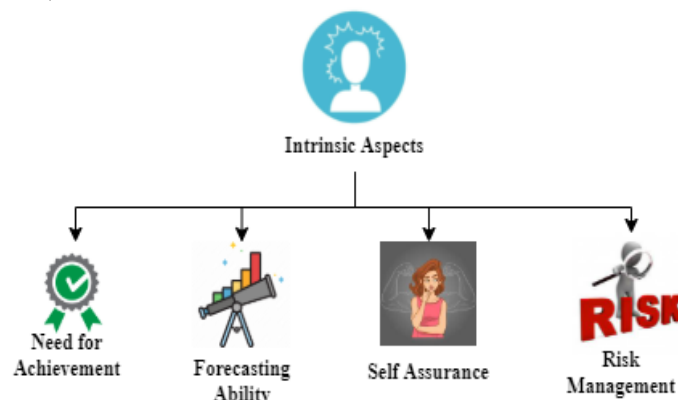 Intrinsic Aspects
Need for
Achievement
Forecasting
Ability
Self Assurance
RISK
Risk
Management